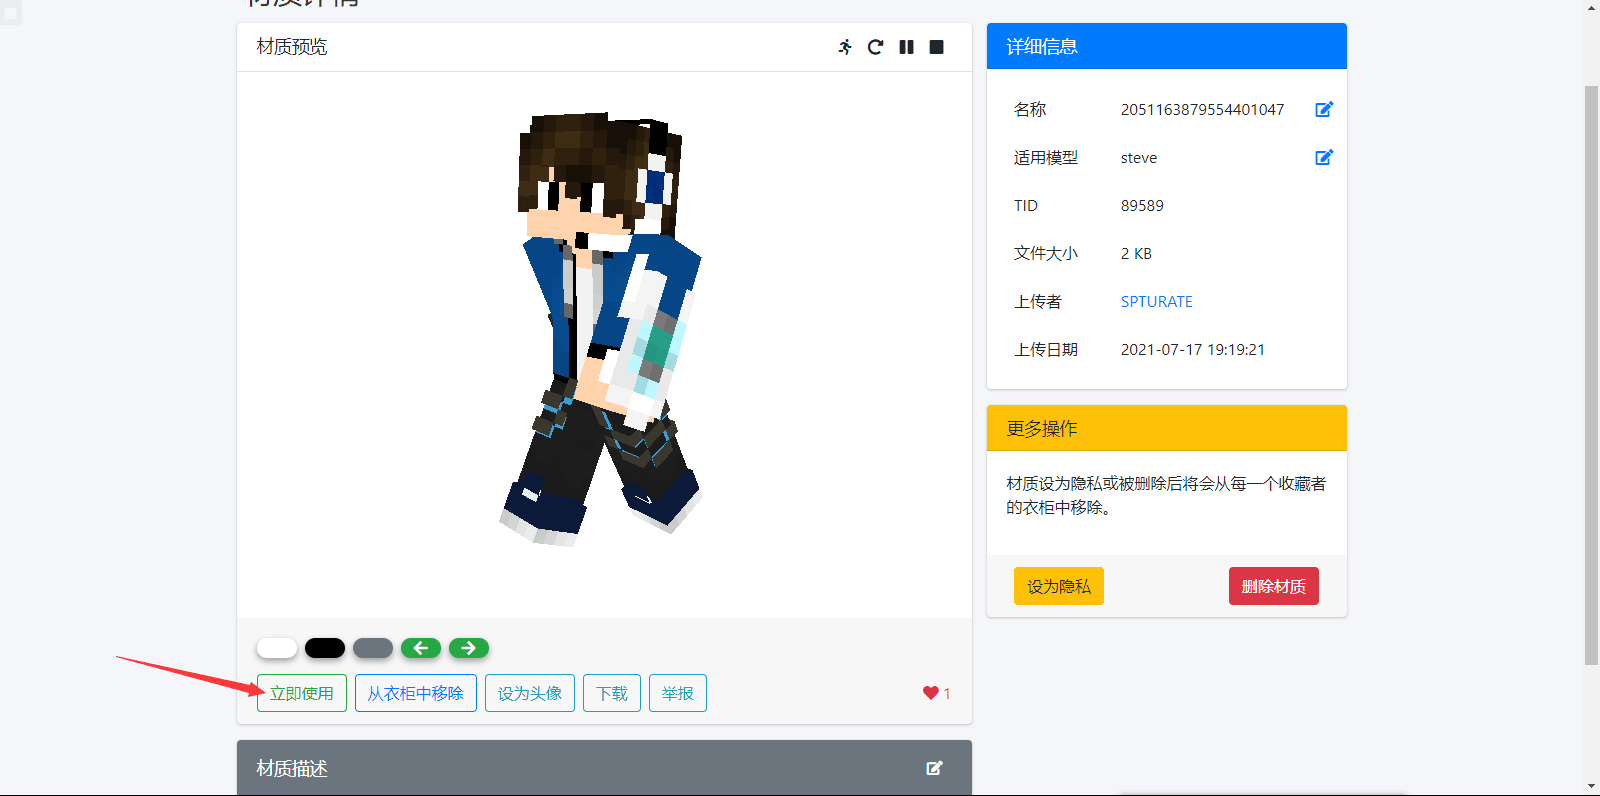 材质详情
材质预览
立即使用
从衣柜中移除
设为头像
下载
举报
1
材质描述
详细信息
名称 2051163879554401047
适用模型 steve
TID 89589
文件大小 2 KB
上传者 SPTURATE
上传日期 2021-07-17 19:19:21
更多操作
材质设为隐私或被删除后将会从每一个收藏者
的衣柜中移除。
设为隐私
删除材质